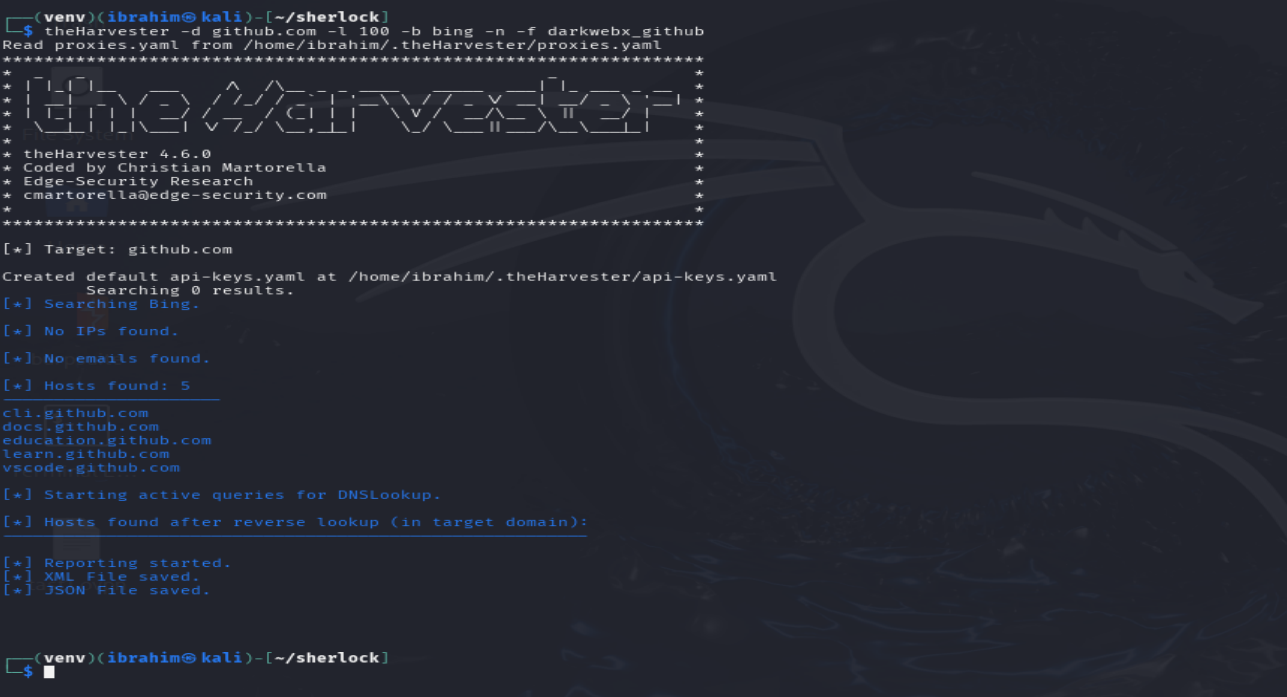 (venv)(ibrahim㉿kali)-[~/sherlock]
$ theHarvester -d github.com -l 100 -b bing -n -f darkwebx_github
Read proxies.yaml from /home/ibrahim/.theHarvester/proxies.yaml
*******************************************************************
* theHarvester *
* theHarvester 4.6.0 *
* Coded by Christian Martorella *
* Edge-Security Research *
* cmartorella@edge-security.com *
* *
*******************************************************************
[*] Target: github.com
Created default api-keys.yaml at /home/ibrahim/.theHarvester/api-keys.yaml
Searching 0 results.
[*] Searching Bing.
[*] No IPs found.
[*] No emails found.
[*] Hosts found: 5
cli.github.com
docs.github.com
education.github.com
learn.github.com
vscode.github.com
[*] Starting active queries for DNSLookup.
[*] Hosts found after reverse lookup (in target domain):
[*] Reporting started.
[*] XML File saved.
[*] JSON File saved.
(venv)(ibrahim㉿kali)-[~/sherlock]
$